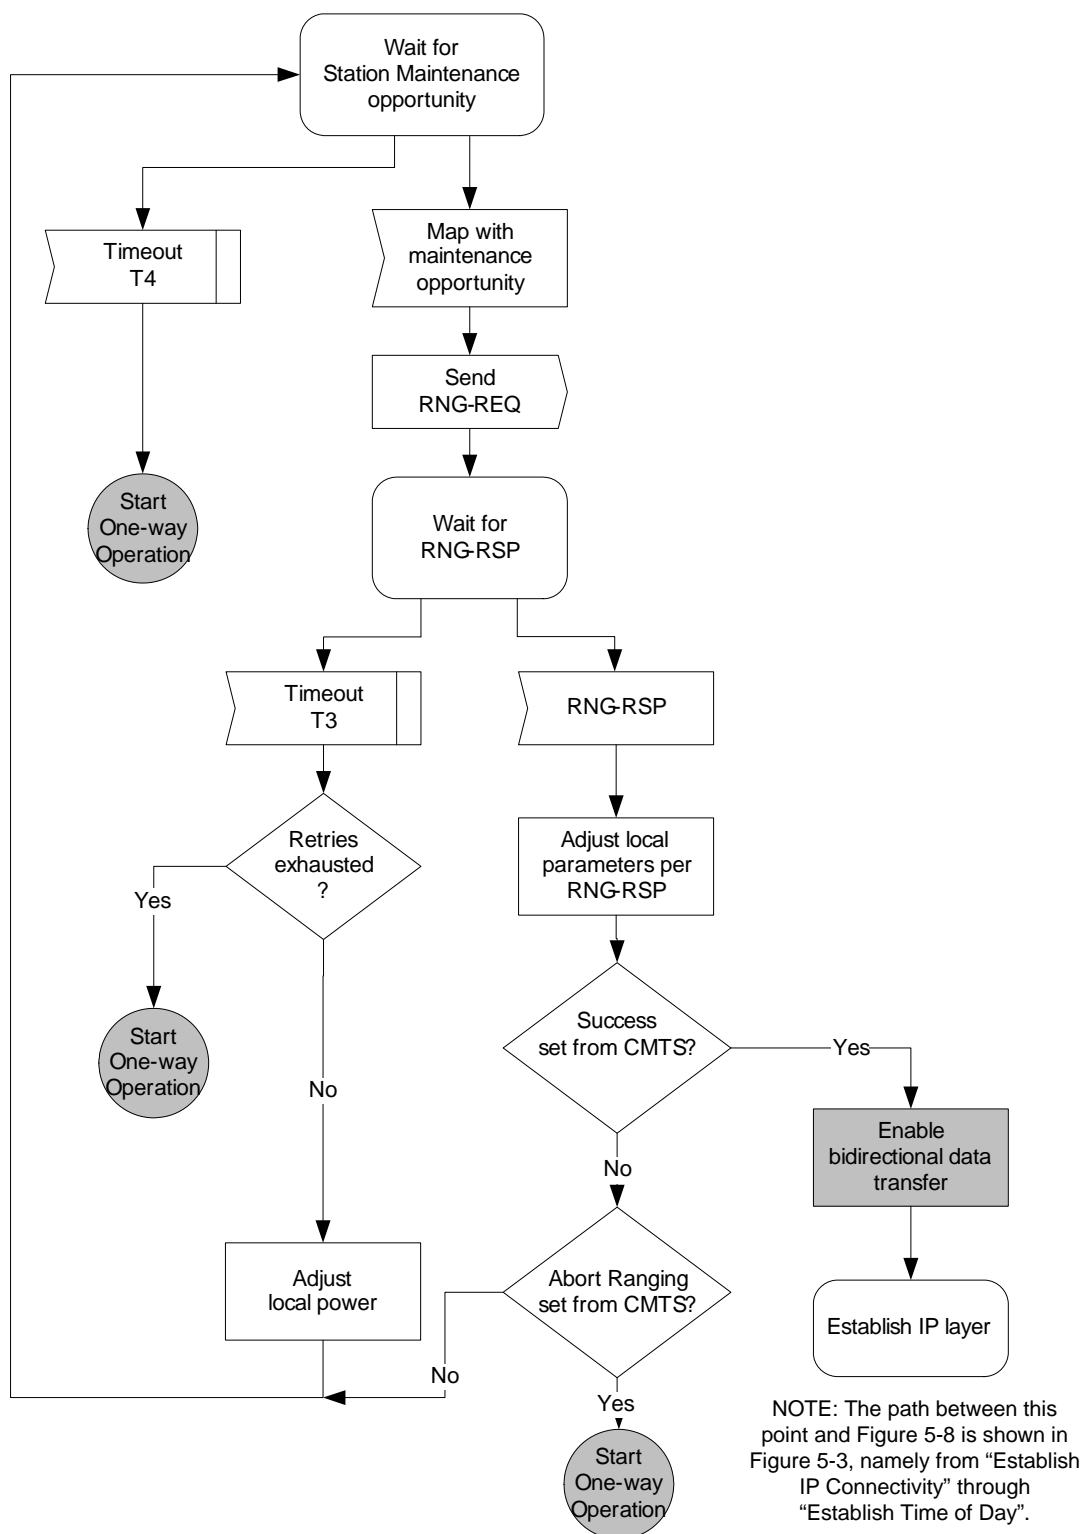 Wait for
Station Maintenance
opportunity
Timeout
T4
Map with
maintenance
opportunity
Send
RNG-REQ
Start
One-way
Operation
Wait for
RNG-RSP
Timeout
T3
RNG-RSP
Retries
exhausted
?
Adjust local
parameters per
RNG-RSP
Yes
Start
One-way
Operation
No
Success
set from CMTS?
Yes
Enable
bidirectional data
transfer
No
Adjust
local power
Abort Ranging
set from CMTS?
Establish IP layer
No
Yes
Start
One-way
Operation
NOTE: The path between this
point and Figure 5-8 is shown in
Figure 5-3, namely from “Establish
IP Connectivity” through
“Establish Time of Day”.